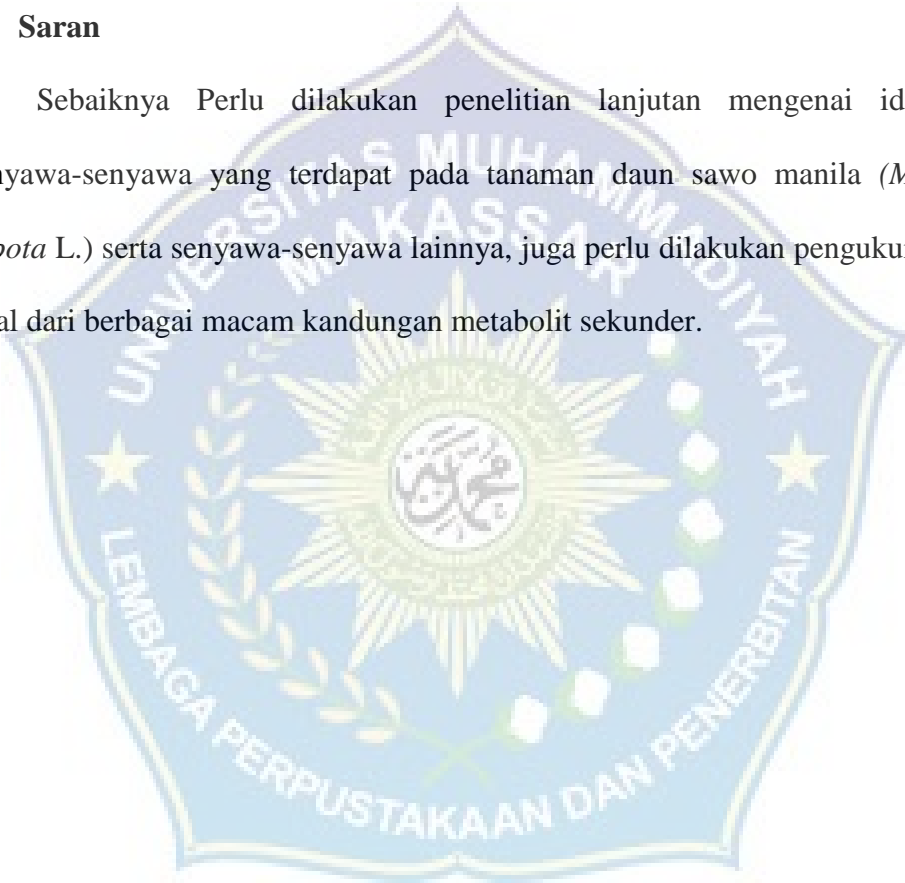 Saran
Sebaiknya Perlu dilakukan penelitian lanjutan mengenai id
nyawa-senyawa yang terdapat pada tanaman daun sawo manila (M
pota L.) serta senyawa-senyawa lainnya, juga perlu dilakukan pengukur
al dari berbagai macam kandungan metabolit sekunder.
UNIVERSITAS MUHAMMADIYAH
MAKASSAR
LEMBAGA PERPUSTAKAAN DAN PENERBITAN